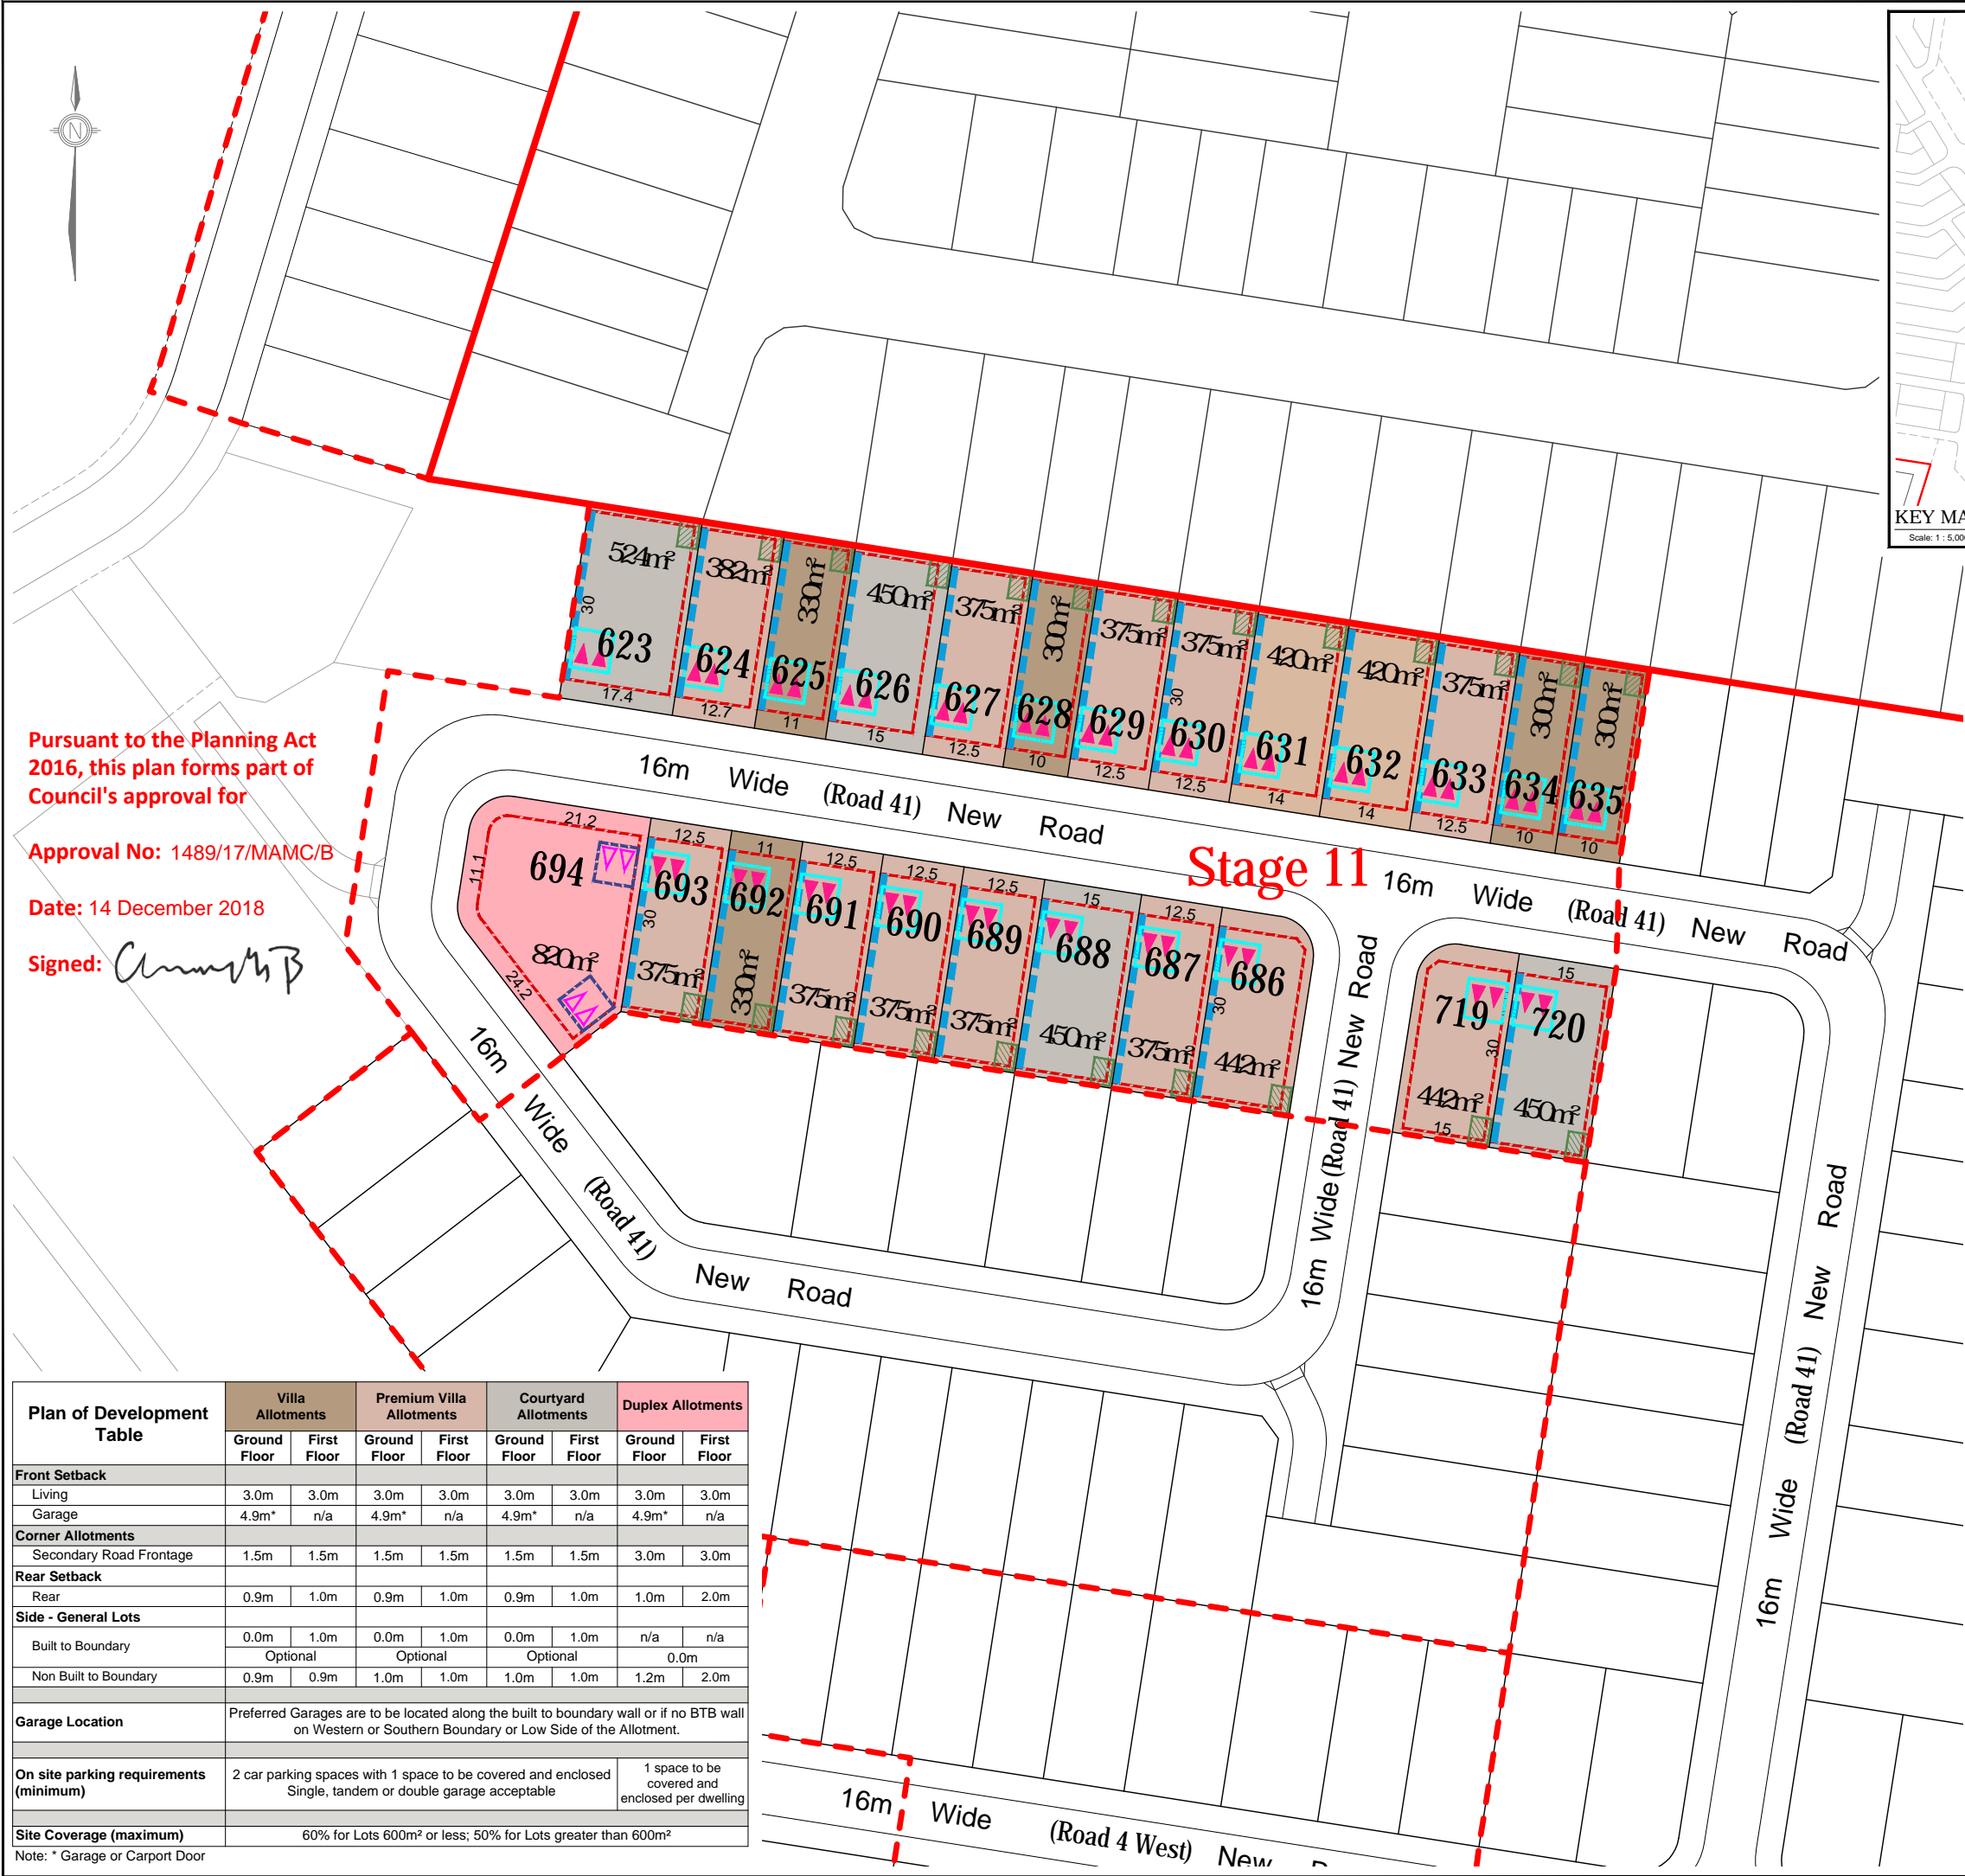 N
KEY MA
Scale: 1 : 5,00
524m²
30
623
17.4
382m²
624
12.7
330m²
625
11
450m²
626
15
375m²
627
12.5
300m²
628
10
375m²
629
12.5
375m²
30
630
12.5
420m²
631
14
420m²
632
14
375m²
633
12.5
300m²
634
10
300m²
635
10
Pursuant to the Planning Act
2016, this plan forms part of
Council's approval for
Approval No: 1489/17/MAMC/B
Date: 14 December 2018
Signed:
16m Wide (Road 41) New Road
Stage 11
16m Wide (Road 41) New Road
21.2
11.1
694
820m²
24.2
12.5
693
30
375m²
11
692
330m²
12.5
691
375m²
12.5
690
375m²
12.5
689
375m²
15
688
450m²
12.5
687
375m²
686
30
442m²
719
30
442m²
15
15
720
450m²
16m Wide (Road 41) New Road
16m Wide (Road 41) New Road
16m Wide (Road 41) New Road
16m Wide (Road 4 West) New
Plan of Development Table
Villa Allotments
Premium Villa Allotments
Courtyard Allotments
Duplex Allotments
Ground Floor First Floor Ground Floor First Floor Ground Floor First Floor Ground Floor First Floor
Front Setback
Living 3.0m 3.0m 3.0m 3.0m 3.0m 3.0m 3.0m 3.0m
Garage 4.9m* n/a 4.9m* n/a 4.9m* n/a 4.9m* n/a
Corner Allotments
Secondary Road Frontage 1.5m 1.5m 1.5m 1.5m 1.5m 1.5m 3.0m 3.0m
Rear Setback
Rear 0.9m 1.0m 0.9m 1.0m 0.9m 1.0m 1.0m 2.0m
Side - General Lots
Built to Boundary 0.0m 1.0m 0.0m 1.0m 0.0m 1.0m n/a n/a
Optional Optional Optional 0.0m
Non Built to Boundary 0.9m 0.9m 1.0m 1.0m 1.0m 1.0m 1.2m 2.0m
Garage Location
Preferred Garages are to be located along the built to boundary wall or if no BTB wall
on Western or Southern Boundary or Low Side of the Allotment.
On site parking requirements
(minimum)
2 car parking spaces with 1 space to be covered and enclosed
Single, tandem or double garage acceptable
1 space to be
covered and
enclosed per dwelling
Site Coverage (maximum) 60% for Lots 600m² or less; 50% for Lots greater than 600m²
Note: * Garage or Carport Door